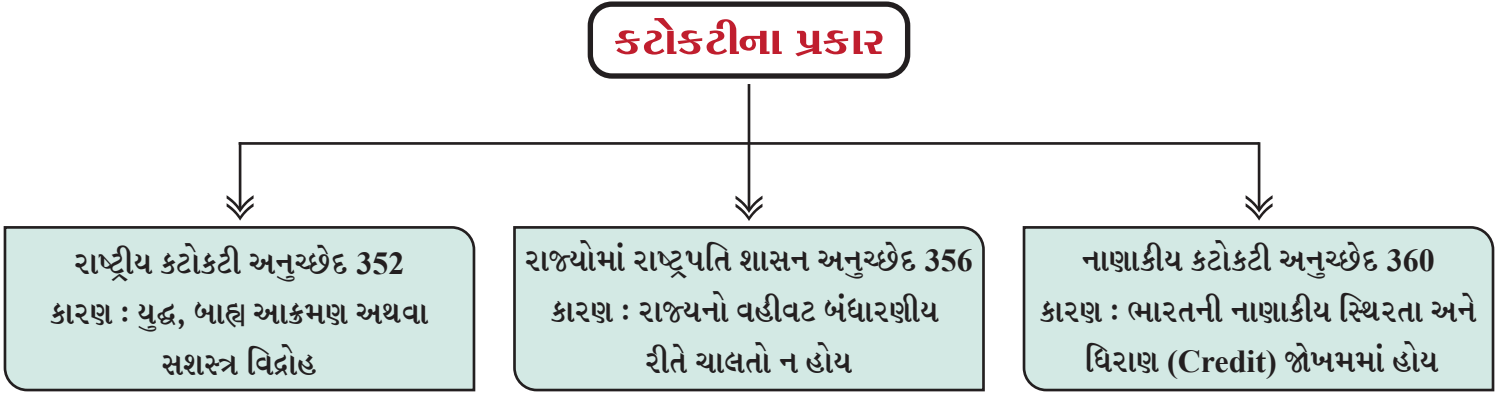 કટોકટીના પ્રકાર
રાષ્ટ્રીય કટોકટી અનુચ્છેદ 352
કારણ : યુદ્ધ, બાહ્ય આક્રમણ અથવા
સશસ્ત્ર વિદ્રોહ
રાજ્યોમાં રાષ્ટ્રપતિ શાસન અનુચ્છેદ 356
કારણ : રાજ્યનો વહીવટ બંધારણીય
રીતે ચાલતો ન હોય
નાણાકીય કટોકટી અનુચ્છેદ 360
કારણ : ભારતની નાણાકીય સ્થિરતા અને
ધિરાણ (Credit) જોખમમાં હોય